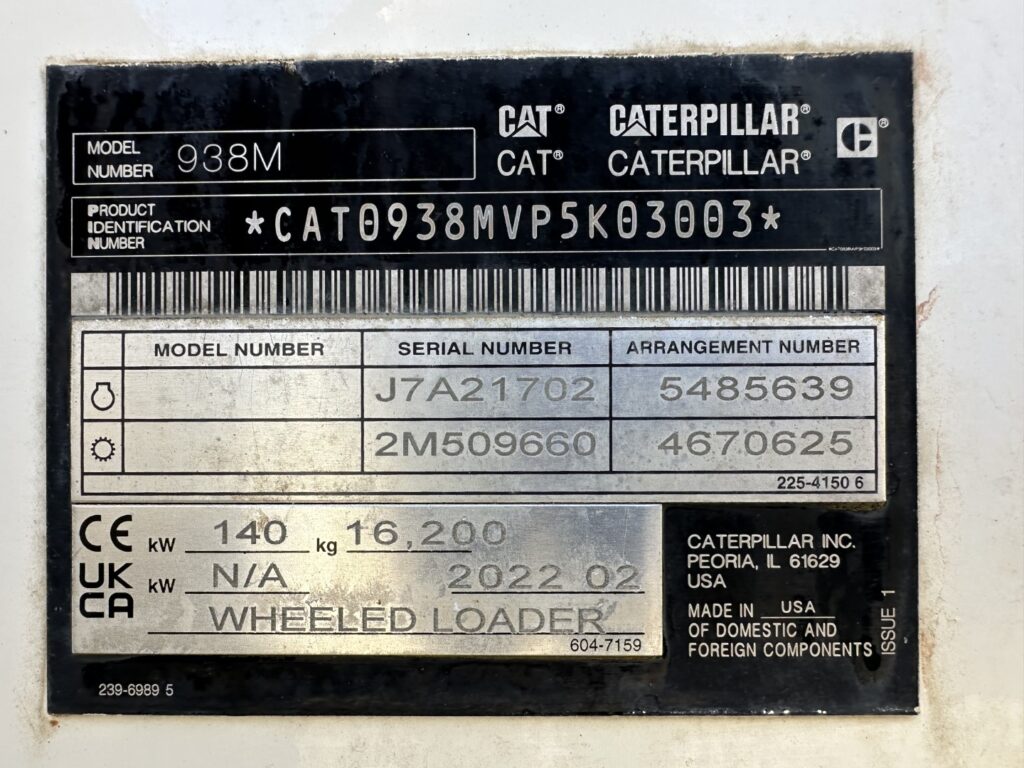 CAT® CATERPILLAR®
CAT® CATERPILLAR®
MODEL NUMBER 938M
PRODUCT IDENTIFICATION NUMBER *CAT0938MVP5K03003*
*CAT0938MVP5K03003*
MODEL NUMBER SERIAL NUMBER ARRANGEMENT NUMBER
J7A21702 5485639
2M509660 4670625
225-4150 6
CE kW 140 kg 16,200
UK CA kW N/A 2022 02
WHEELED LOADER
604-7159
CATERPILLAR INC.
PEORIA, IL 61629
USA
MADE IN USA
OF DOMESTIC AND
FOREIGN COMPONENTS
ISSUE 1
239-6989 5